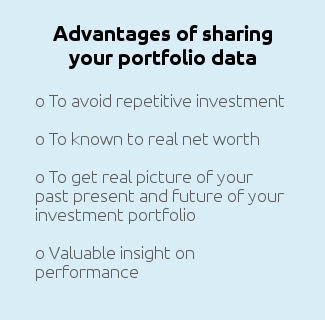 Advantages of sharing
your portfolio data
o To avoid repetitive investment
o To known to real net worth
o To get real picture of your
past present and future of your
investment portfolio
o Valuable insight on
performance